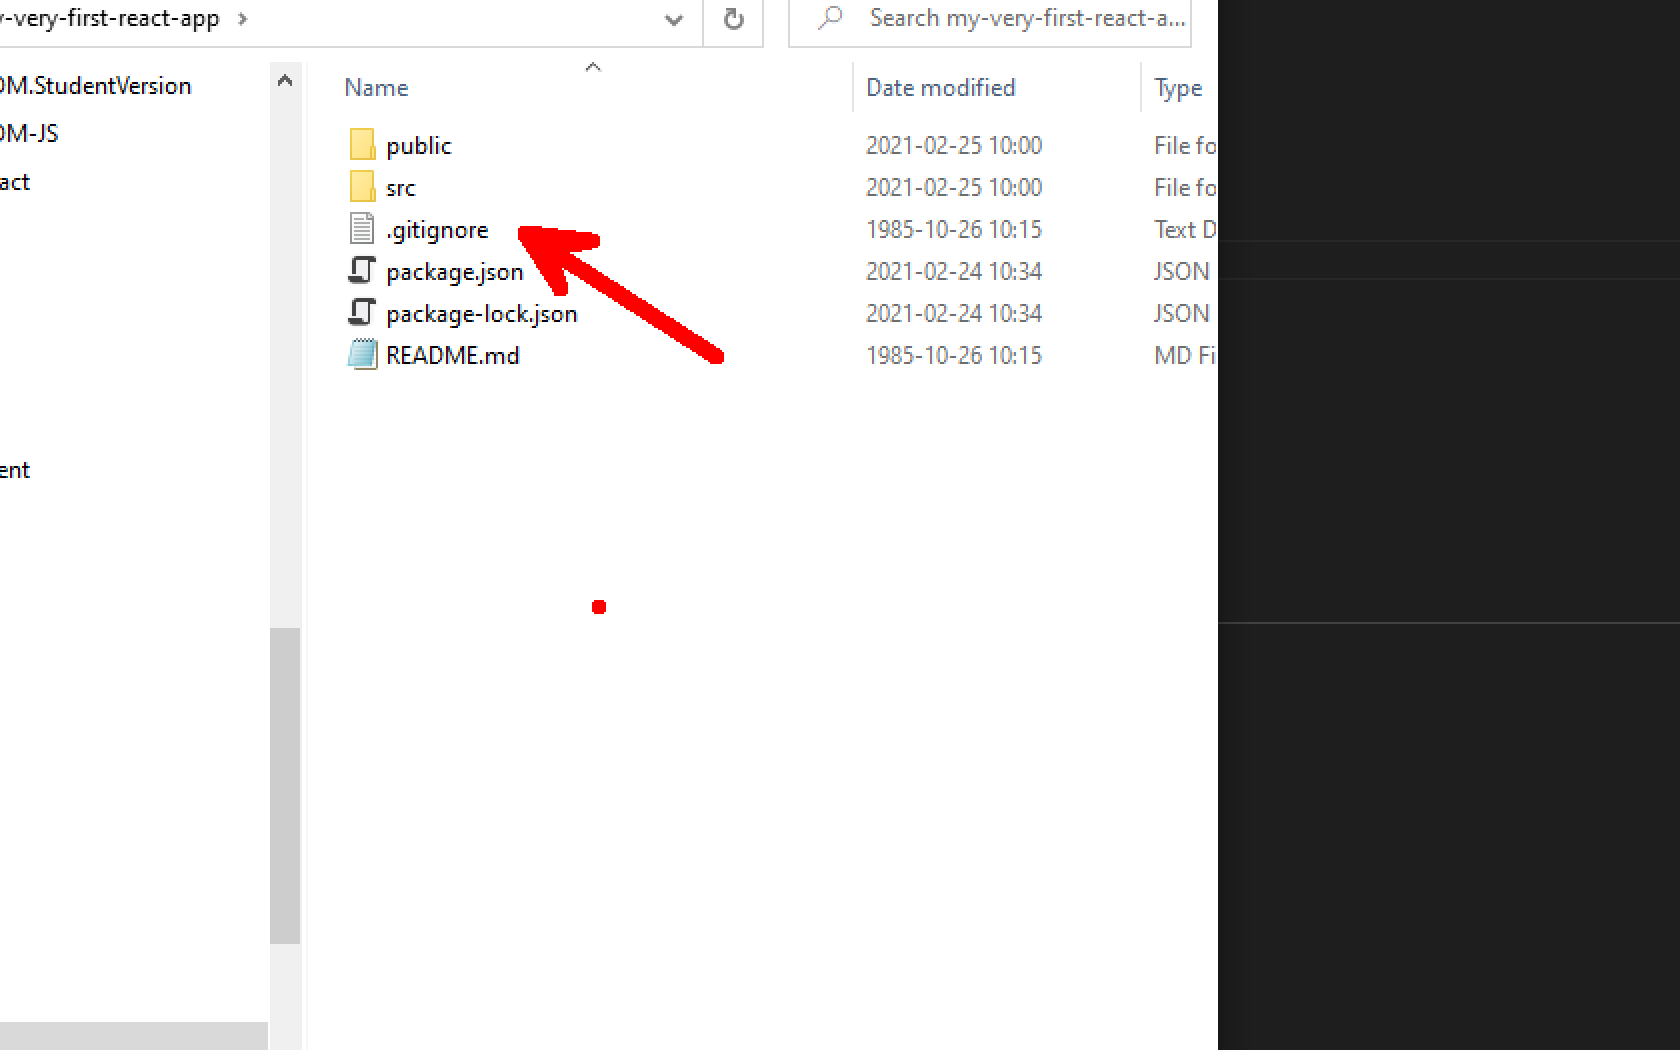 y-very-first-react-app
Search my-very-first-react-a...
OM.StudentVersion
OM-JS
act
ent
Name Date modified Type
public 2021-02-25 10:00 File fo
src 2021-02-25 10:00 File fo
.gitignore 1985-10-26 10:15 Text D
package.json 2021-02-24 10:34 JSON
package-lock.json 2021-02-24 10:34 JSON
README.md 1985-10-26 10:15 MD Fi